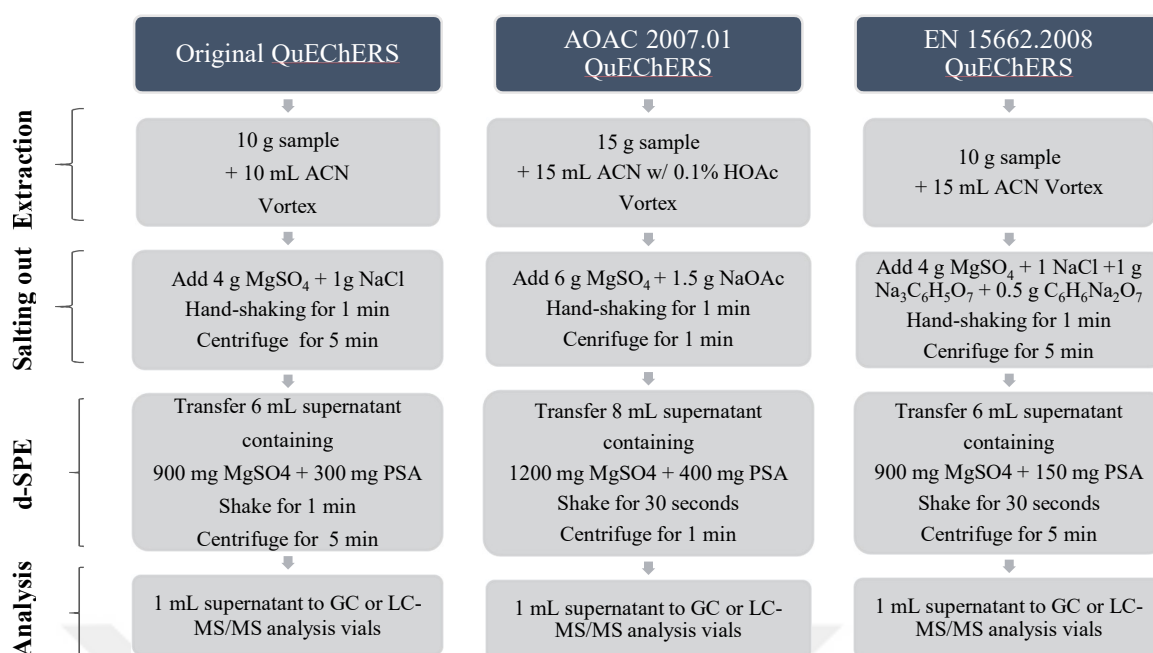 Original QuEChERS
AOAC 2007.01
QuEChERS
EN 15662.2008
QuEChERS
Extraction
10 g sample
+ 10 mL ACN
Vortex
15 g sample
+ 15 mL ACN w/ 0.1% HOAc
Vortex
10 g sample
+ 15 mL ACN Vortex
Salting out
Add 4 g MgSO₄ + 1g NaCl
Hand-shaking for 1 min
Centrifuge for 5 min
Add 6 g MgSO₄ + 1.5 g NaOAc
Hand-shaking for 1 min
Cenrifuge for 1 min
Add 4 g MgSO₄ + 1 NaCl +1 g
Na₃C₆H₅O₇ + 0.5 g C₆H₆Na₂O₇
Hand-shaking for 1 min
Cenrifuge for 5 min
d-SPE
Transfer 6 mL supernatant
containing
900 mg MgSO4 + 300 mg PSA
Shake for 1 min
Centrifuge for 5 min
Transfer 8 mL supernatant
containing
1200 mg MgSO4 + 400 mg PSA
Shake for 30 seconds
Centrifuge for 1 min
Transfer 6 mL supernatant
containing
900 mg MgSO4 + 150 mg PSA
Shake for 30 seconds
Centrifuge for 5 min
Analysis
1 mL supernatant to GC or LC-
MS/MS analysis vials
1 mL supernatant to GC or LC-
MS/MS analysis vials
1 mL supernatant to GC or LC-
MS/MS analysis vials